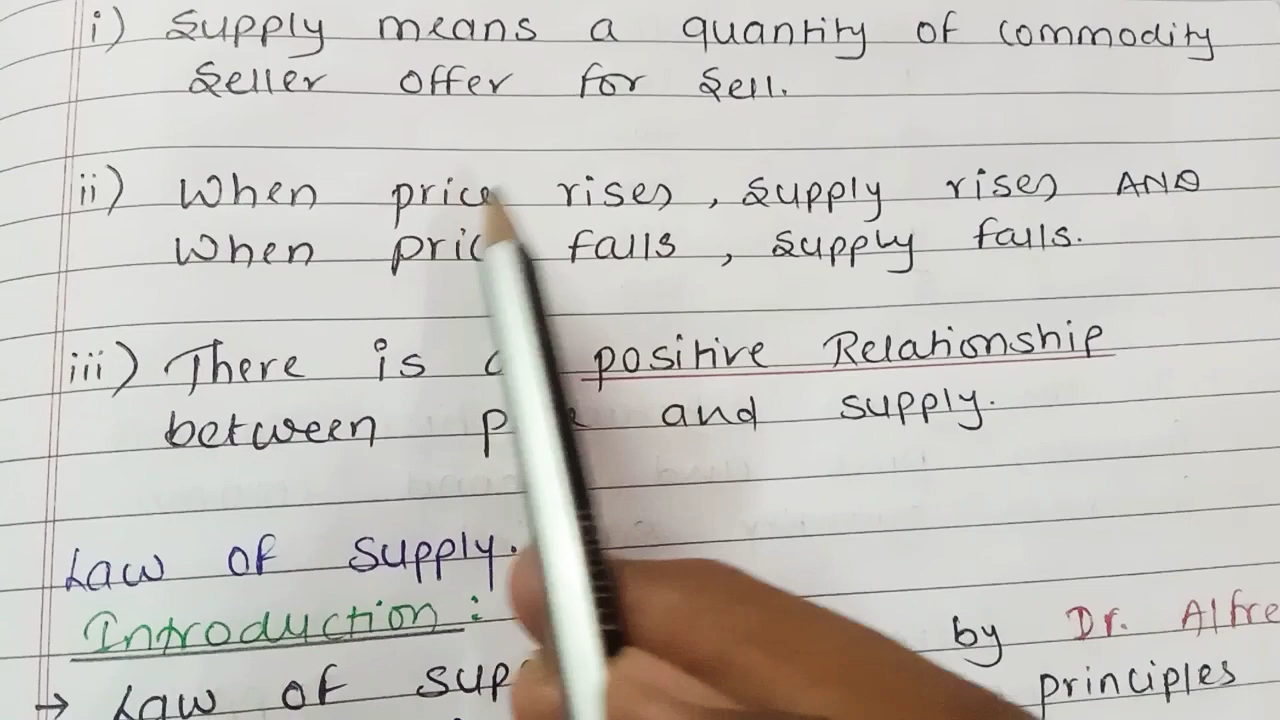 i) Supply means a quantity of commodity
Seller offer for Sell.
ii) When price rises, Supply rises AND
When pric falls, Supply falls.
iii) There is a positive Relationship
between and supply.
Law of supply.
Introduction:
by Dr. Alfre
→ Law of sup
principles